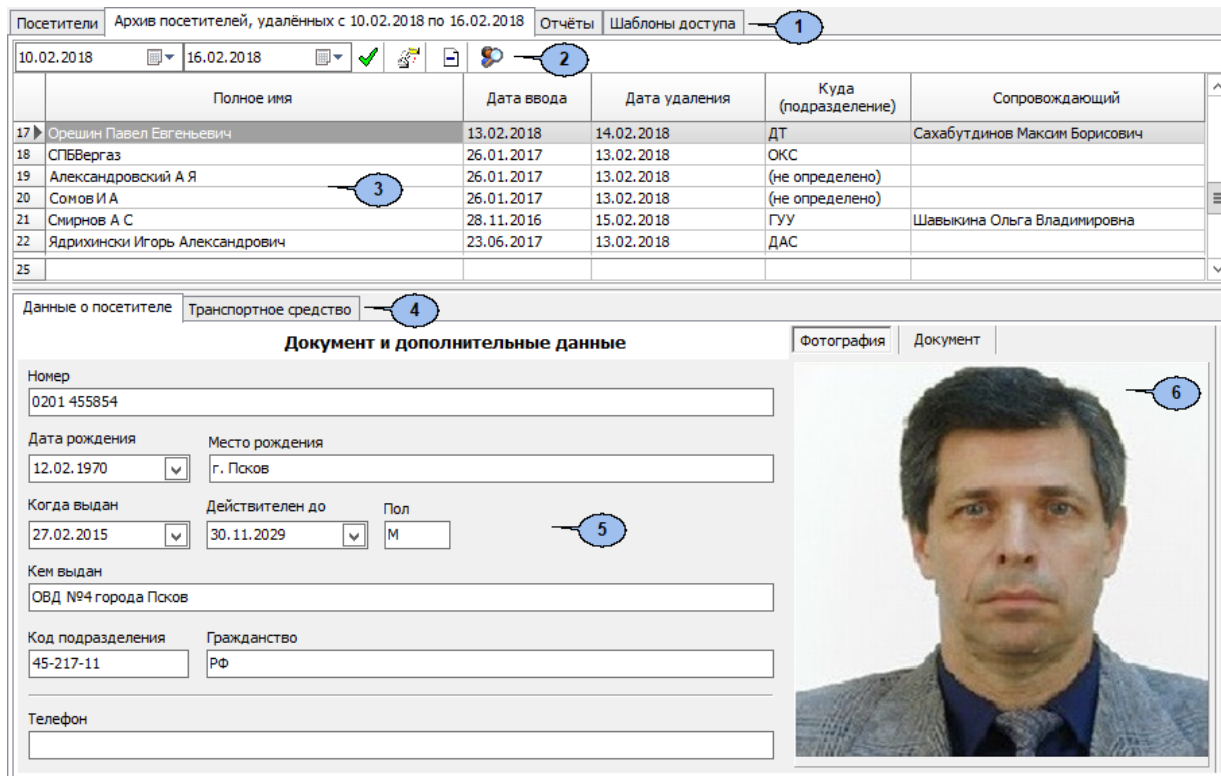 Посетители Архив посетителей, удалённых с 10.02.2018 по 16.02.2018 Отчёты Шаблоны доступа 1
10.02.2018 16.02.2018 2
Полное имя Дата ввода Дата удаления Куда (подразделение) Сопровождающий
17 Орешин Павел Евгеньевич 13.02.2018 14.02.2018 ДТ Сахабутдинов Максим Борисович
18 СПБВергаз 26.01.2017 13.02.2018 ОКС
19 Александровский А Я 26.01.2017 13.02.2018 (не определено)
3
20 Сомов И А 26.01.2017 13.02.2018 (не определено)
21 Смирнов А С 28.11.2016 15.02.2018 ГУУ Шавыкина Ольга Владимировна
22 Ядрихински Игорь Александрович 23.06.2017 13.02.2018 ДАС
25
Данные о посетителе Транспортное средство 4
Документ и дополнительные данные Фотография Документ
Номер
0201 455854
6
Дата рождения Место рождения
12.02.1970 г. Псков
Когда выдан Действителен до Пол
27.02.2015 30.11.2029 М
5
Кем выдан
ОВД №4 города Псков
Код подразделения Гражданство
45-217-11 РФ
Телефон